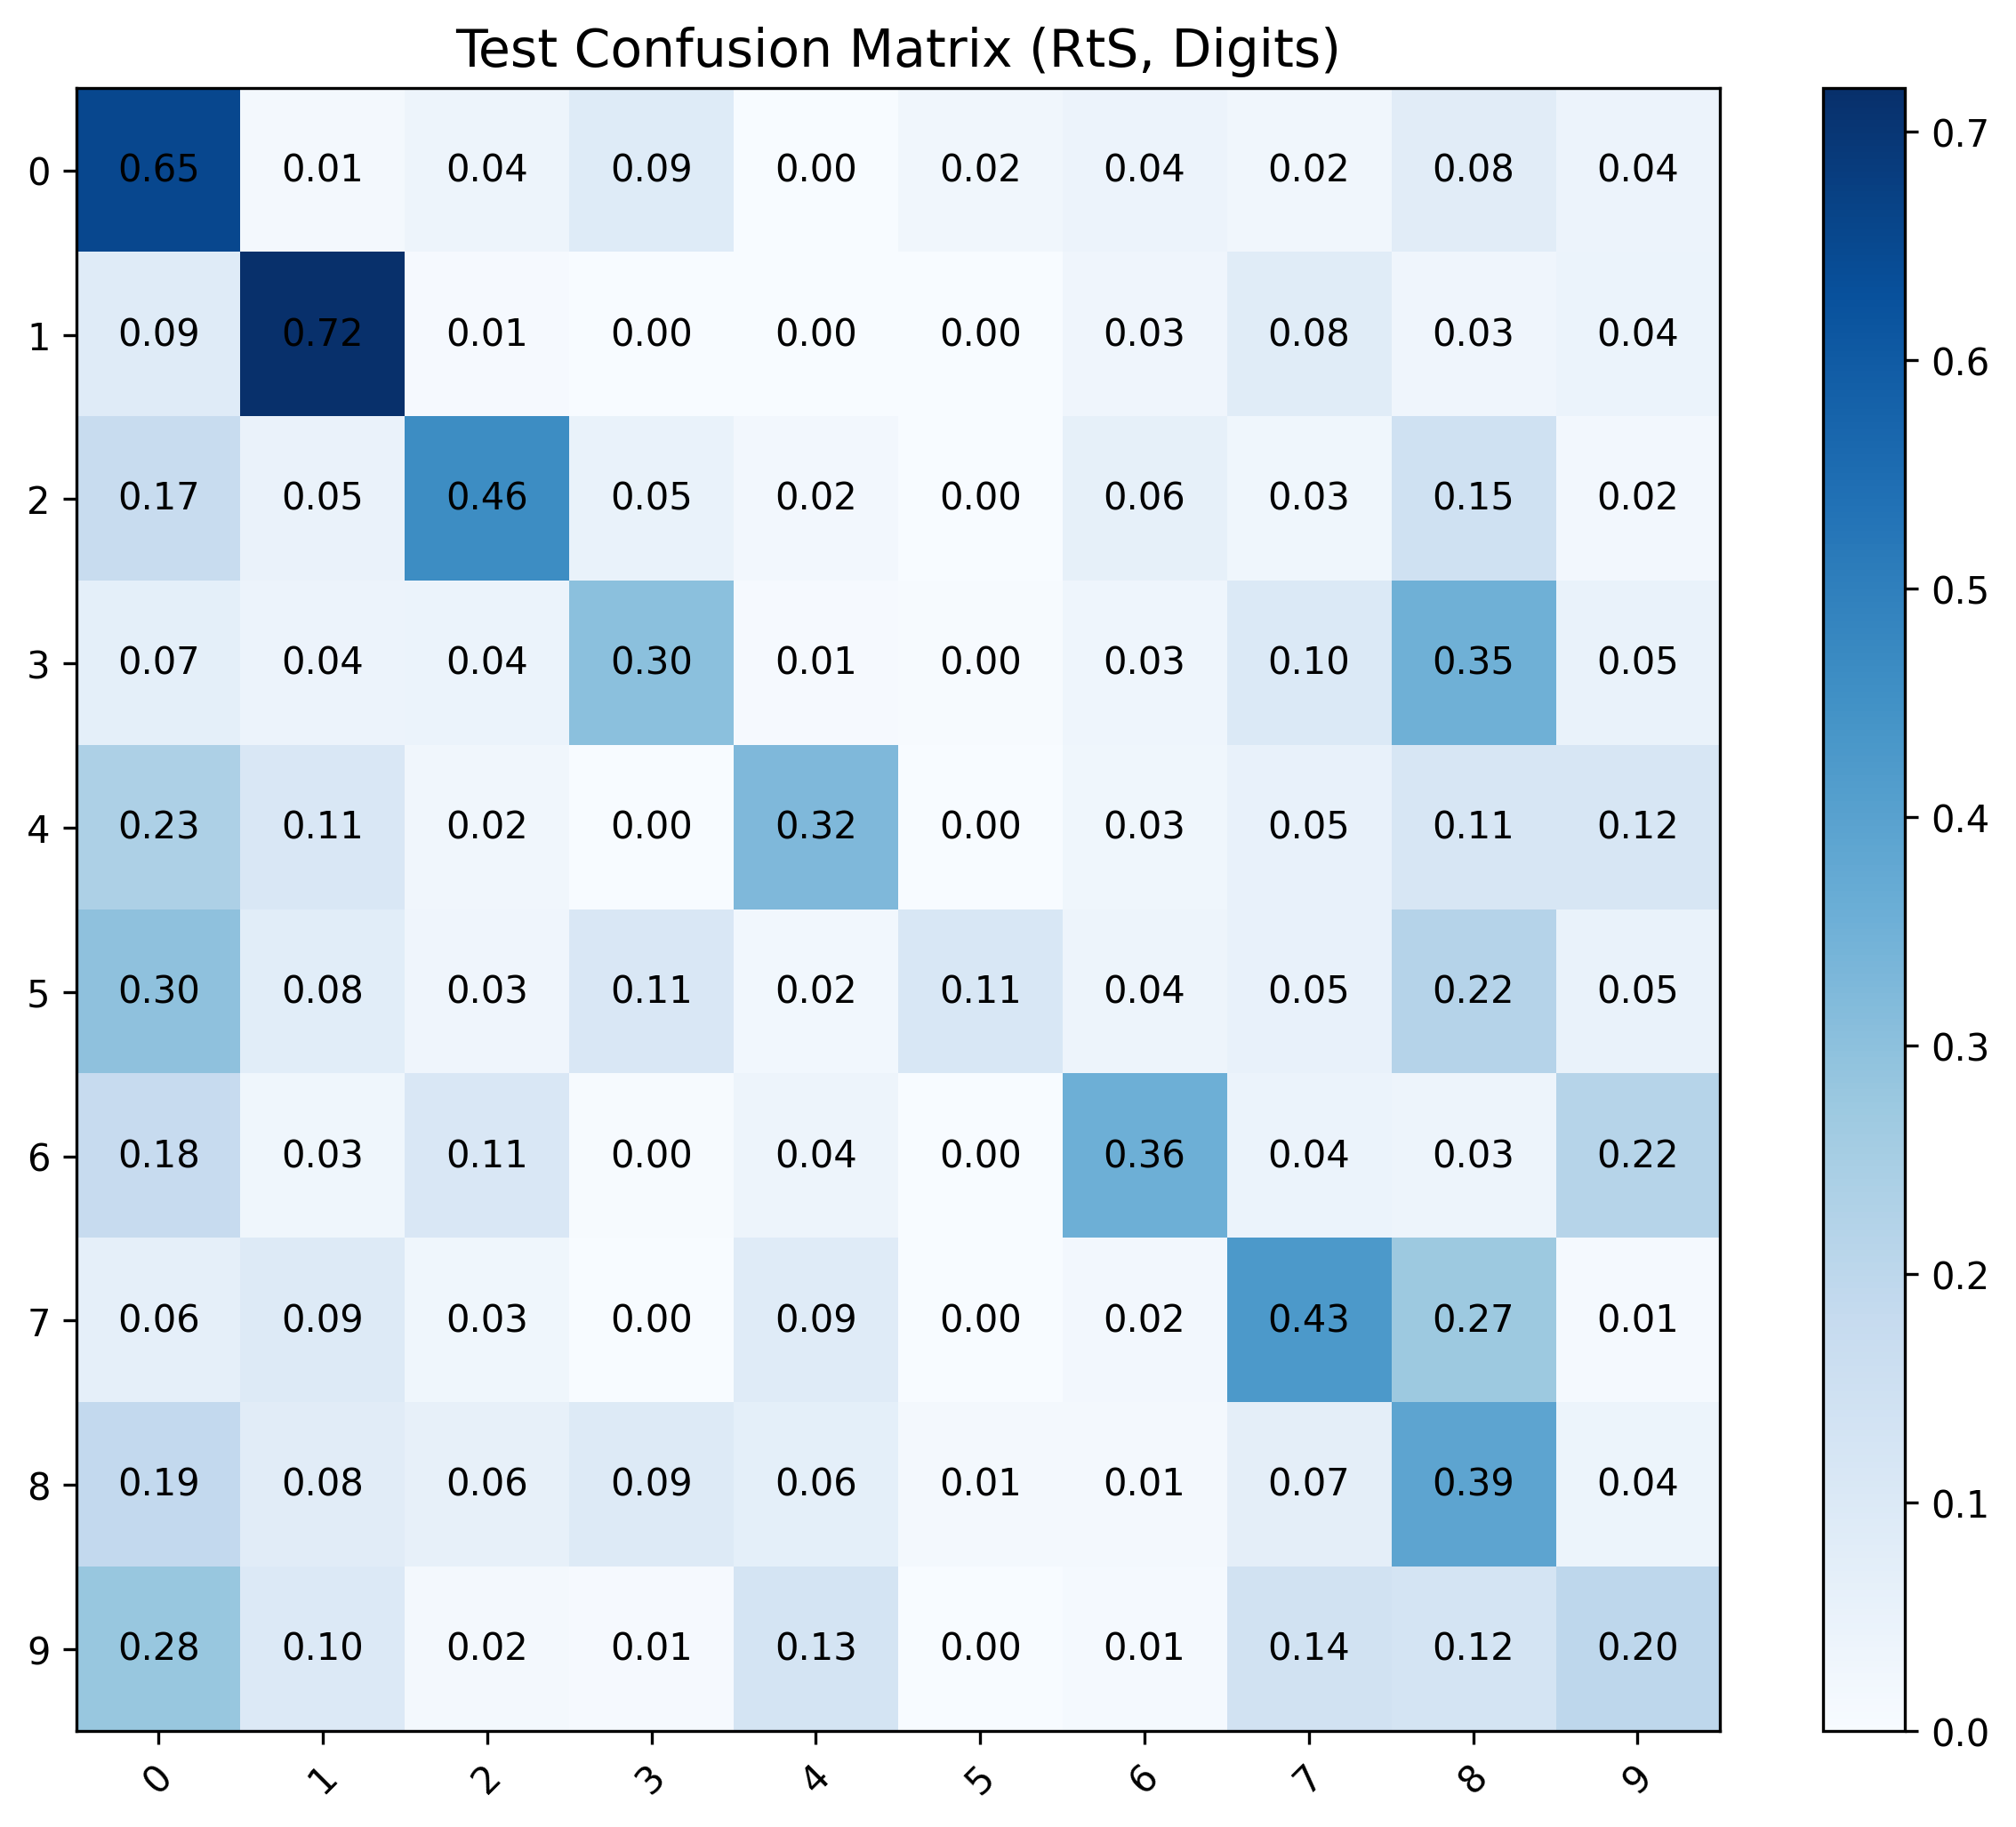 Test Confusion Matrix (RtS, Digits)
0 0.65 0.01 0.04 0.09 0.00 0.02 0.04 0.02 0.08 0.04
1 0.09 0.72 0.01 0.00 0.00 0.00 0.03 0.08 0.03 0.04
2 0.17 0.05 0.46 0.05 0.02 0.00 0.06 0.03 0.15 0.02
3 0.07 0.04 0.04 0.30 0.01 0.00 0.03 0.10 0.35 0.05
4 0.23 0.11 0.02 0.00 0.32 0.00 0.03 0.05 0.11 0.12
5 0.30 0.08 0.03 0.11 0.02 0.11 0.04 0.05 0.22 0.05
6 0.18 0.03 0.11 0.00 0.04 0.00 0.36 0.04 0.03 0.22
7 0.06 0.09 0.03 0.00 0.09 0.00 0.02 0.43 0.27 0.01
8 0.19 0.08 0.06 0.09 0.06 0.01 0.01 0.07 0.39 0.04
9 0.28 0.10 0.02 0.01 0.13 0.00 0.01 0.14 0.12 0.20
0 1 2 3 4 5 6 7 8 9
0.7
0.6
0.5
0.4
0.3
0.2
0.1
0.0